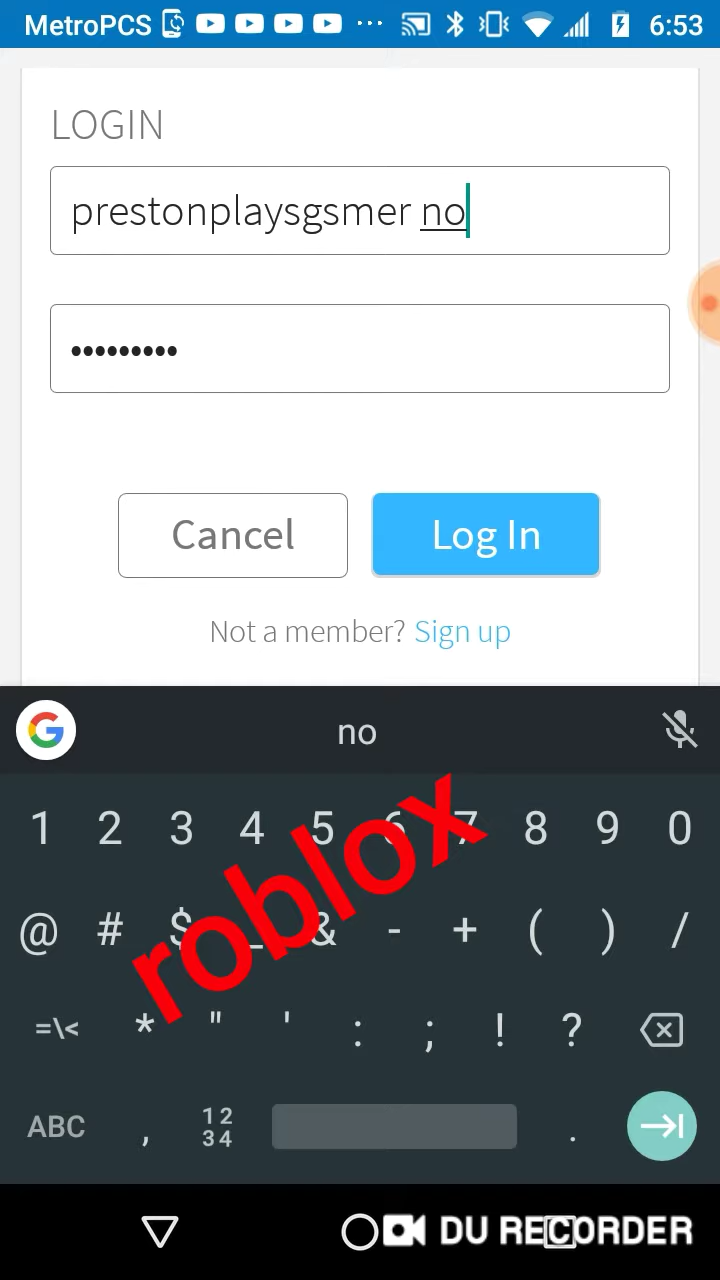 MetroPCS 6:53
LOGIN
prestonplaysgsmer no
•••••••••
Cancel Log In
Not a member? Sign up
G no
1 2 3 4 5 6 7 8 9 0
@ # $ _ & - + ( ) /
roblox
=\< * " ' : ; ! ?
ABC , 12 34 .
DU RECORDER